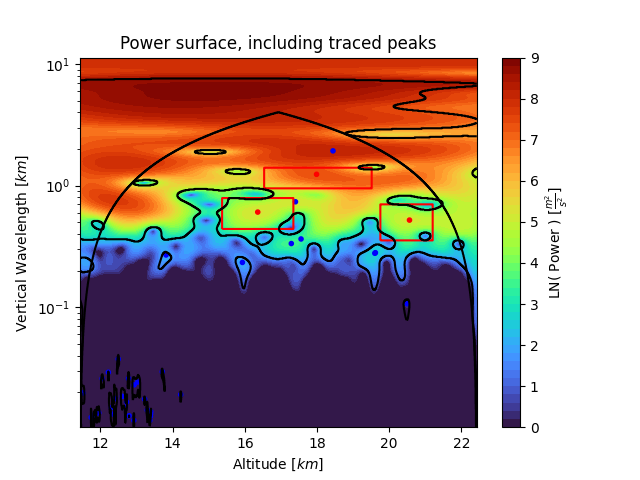 Power surface, including traced peaks
Vertical Wavelength [km]
10¹
10⁰
10⁻¹
12 14 16 18 20 22
Altitude [km]
9
8
7
6
5
4
3
2
1
0
LN( Power ) [m²/s²]